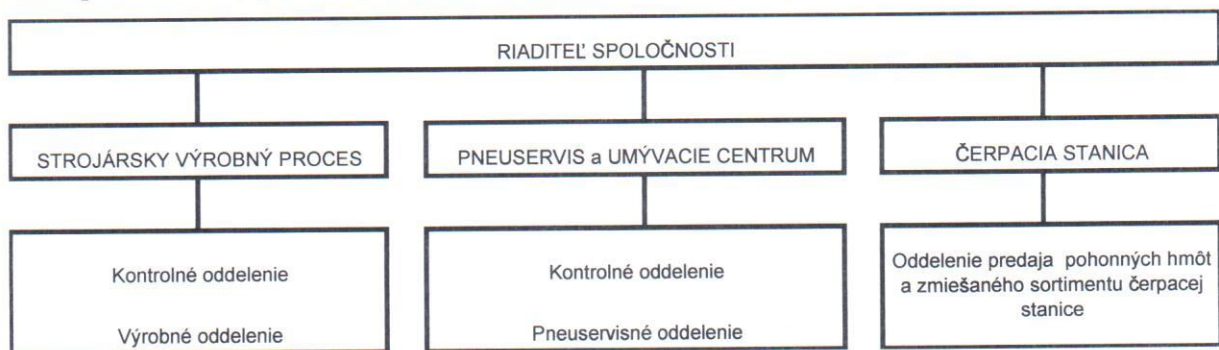 RIADITEĽ SPOLOČNOSTI
STROJÁRSKY VÝROBNÝ PROCES
PNEUSERVIS a UMÝVACIE CENTRUM
ČERPACIA STANICA
Kontrolné oddelenie
Výrobné oddelenie
Kontrolné oddelenie
Pneuservisné oddelenie
Oddelenie predaja pohonných hmôt
a zmiešaného sortimentu čerpacej
stanice